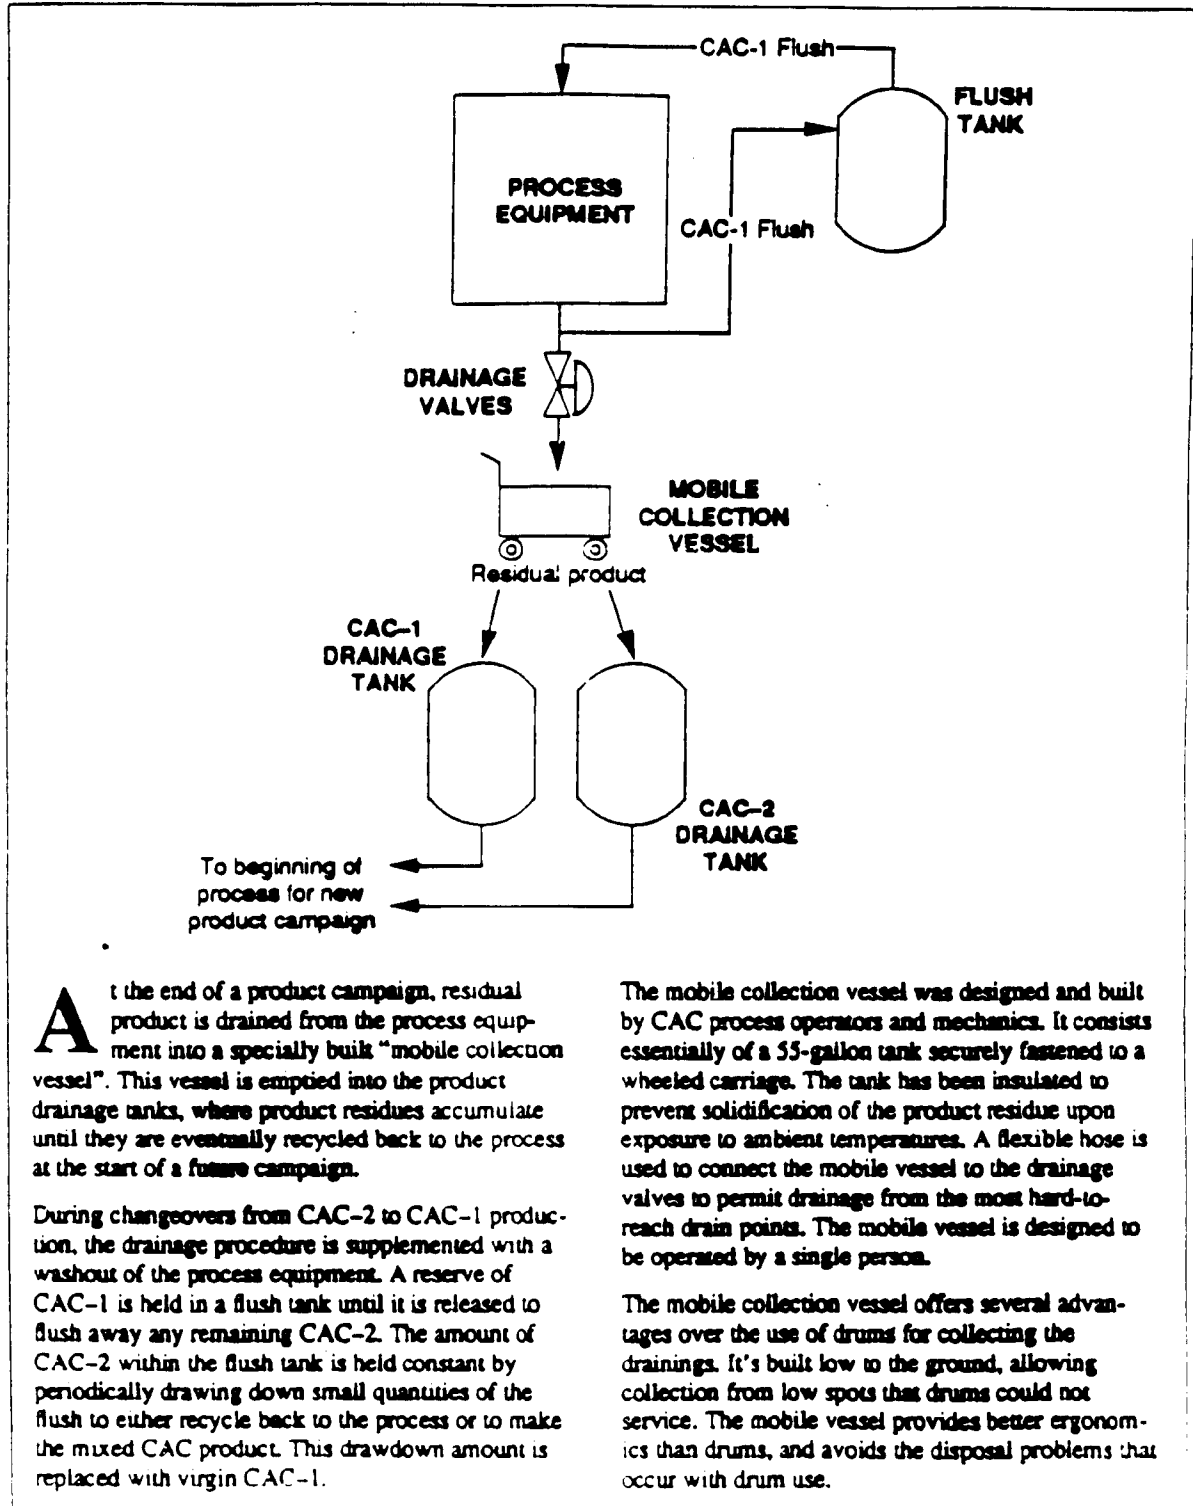 CAC-1 Flush
FLUSH
TANK
PROCESS
EQUIPMENT
CAC-1 Flush
DRAINAGE
VALVES
MOBILE
COLLECTION
VESSEL
Residual product
CAC-1
DRAINAGE
TANK
CAC-2
DRAINAGE
TANK
To beginning of
process for new
product campaign
At the end of a product campaign, residual
product is drained from the process equip-
ment into a specially built "mobile collection
vessel". This vessel is emptied into the product
drainage tanks, where product residues accumulate
until they are eventually recycled back to the process
at the start of a future campaign.
During changeovers from CAC-2 to CAC-1 produc-
tion, the drainage procedure is supplemented with a
washout of the process equipment. A reserve of
CAC-1 is held in a flush tank until it is released to
flush away any remaining CAC-2. The amount of
CAC-2 within the flush tank is held constant by
periodically drawing down small quantities of the
flush to either recycle back to the process or to make
the mixed CAC product. This drawdown amount is
replaced with virgin CAC-1.
The mobile collection vessel was designed and built
by CAC process operators and mechanics. It consists
essentially of a 55-gallon tank securely fastened to a
wheeled carriage. The tank has been insulated to
prevent solidification of the product residue upon
exposure to ambient temperatures. A flexible hose is
used to connect the mobile vessel to the drainage
valves to permit drainage from the most hard-to-
reach drain points. The mobile vessel is designed to
be operated by a single person.
The mobile collection vessel offers several advan-
tages over the use of drums for collecting the
drainings. It's built low to the ground, allowing
collection from low spots that drums could not
service. The mobile vessel provides better ergonom-
ics than drums, and avoids the disposal problems that
occur with drum use.